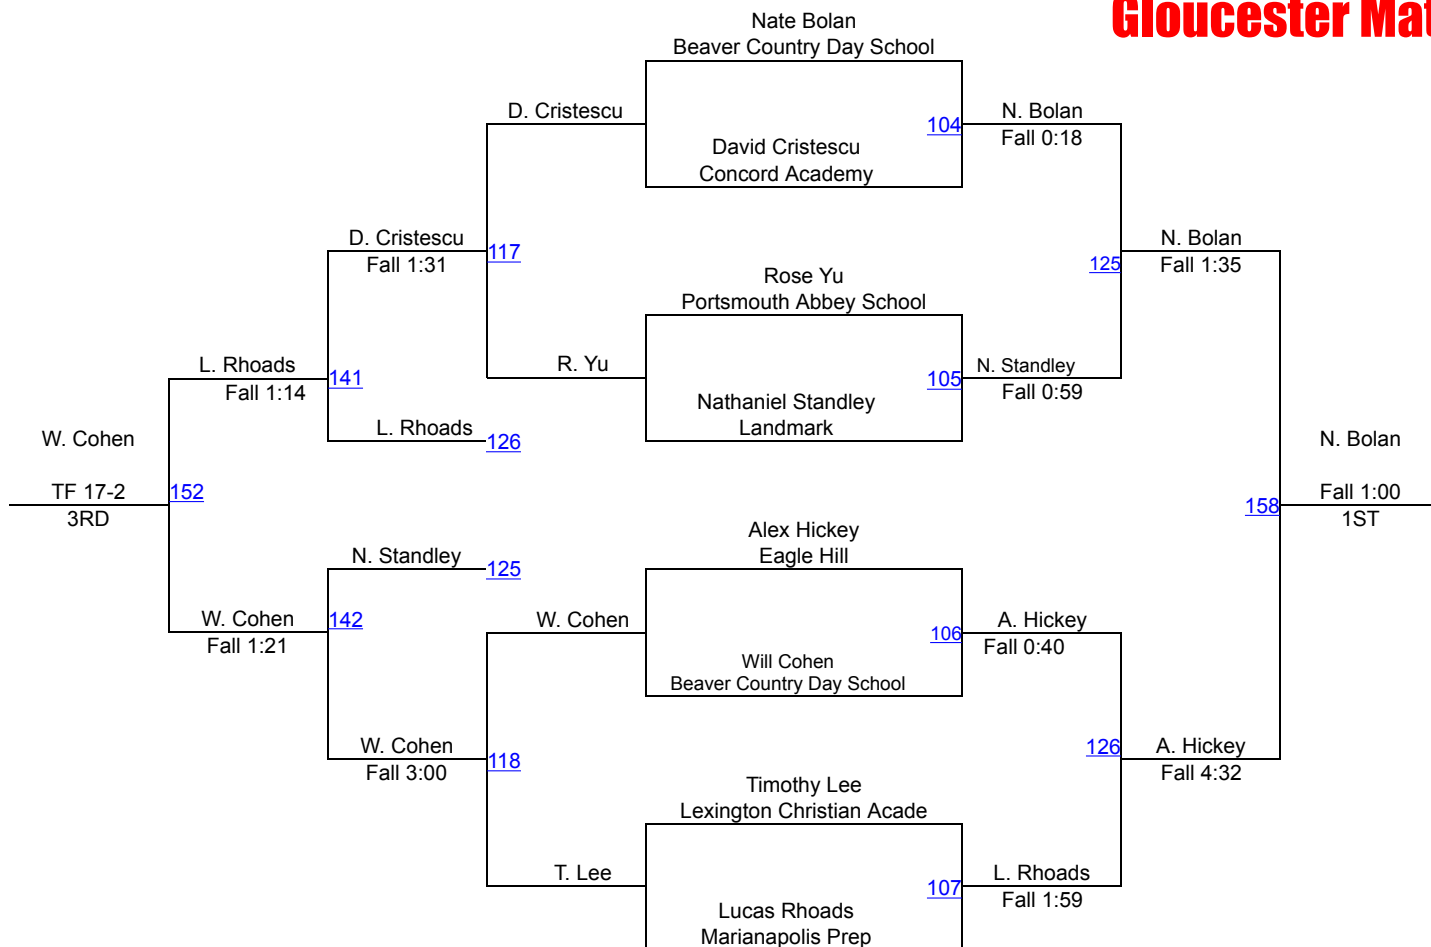 Gloucester Mat
Nate Bolan
Beaver Country Day School
D. Cristescu
104
N. Bolan
Fall 0:18
David Cristescu
Concord Academy
D. Cristescu
Fall 1:31
117
N. Bolan
Fall 1:35
125
Rose Yu
Portsmouth Abbey School
L. Rhoads
Fall 1:14
141
R. Yu
105
N. Standley
Fall 0:59
Nathaniel Standley
Landmark
L. Rhoads
126
W. Cohen
TF 17-2
3RD
152
N. Bolan
Fall 1:00
1ST
158
Alex Hickey
Eagle Hill
N. Standley
125
W. Cohen
Fall 1:21
142
W. Cohen
106
A. Hickey
Fall 0:40
Will Cohen
Beaver Country Day School
W. Cohen
Fall 3:00
118
126
A. Hickey
Fall 4:32
Timothy Lee
Lexington Christian Acade
T. Lee
107
L. Rhoads
Fall 1:59
Lucas Rhoads
Marianapolis Prep